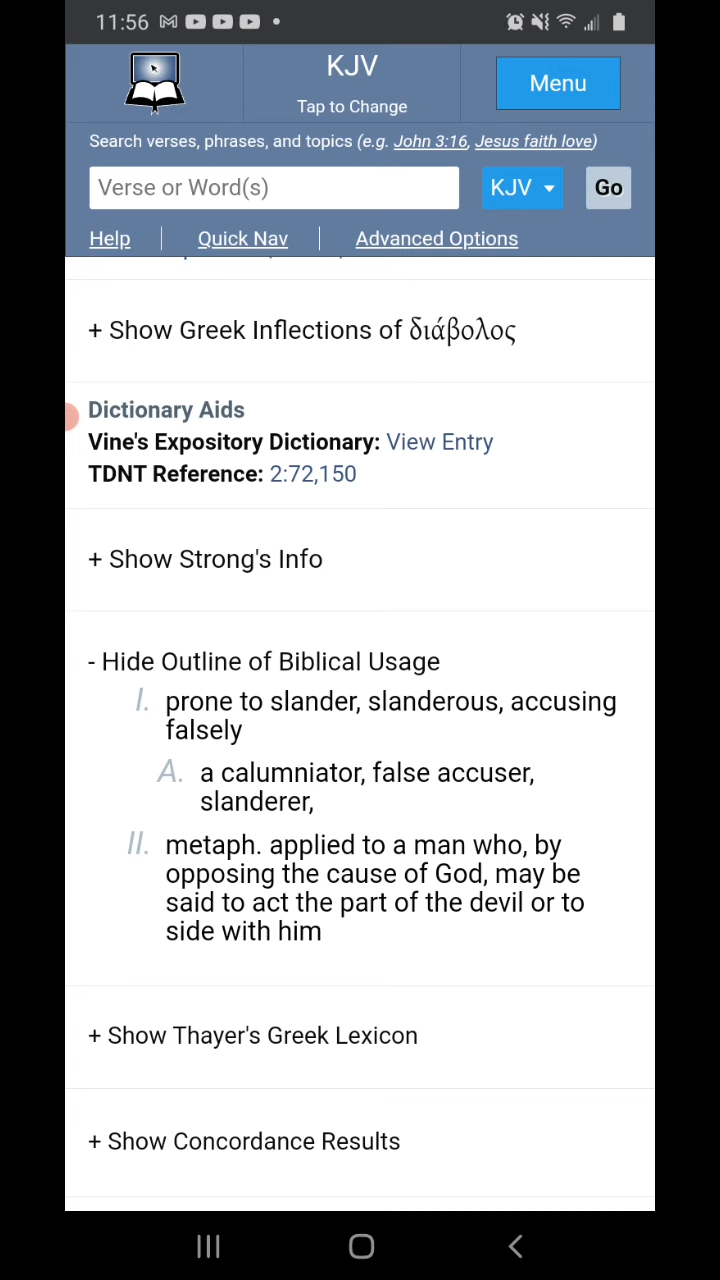 11:56
KJV
Tap to Change
Menu
Search verses, phrases, and topics (e.g. John 3:16, Jesus faith love)
Verse or Word(s)
KJV
Go
Help
Quick Nav
Advanced Options
+ Show Greek Inflections of διάβολος
Dictionary Aids
Vine's Expository Dictionary: View Entry
TDNT Reference: 2:72,150
+ Show Strong's Info
- Hide Outline of Biblical Usage
I. prone to slander, slanderous, accusing
falsely
A. a calumniator, false accuser,
slanderer,
II. metaph. applied to a man who, by
opposing the cause of God, may be
said to act the part of the devil or to
side with him
+ Show Thayer's Greek Lexicon
+ Show Concordance Results